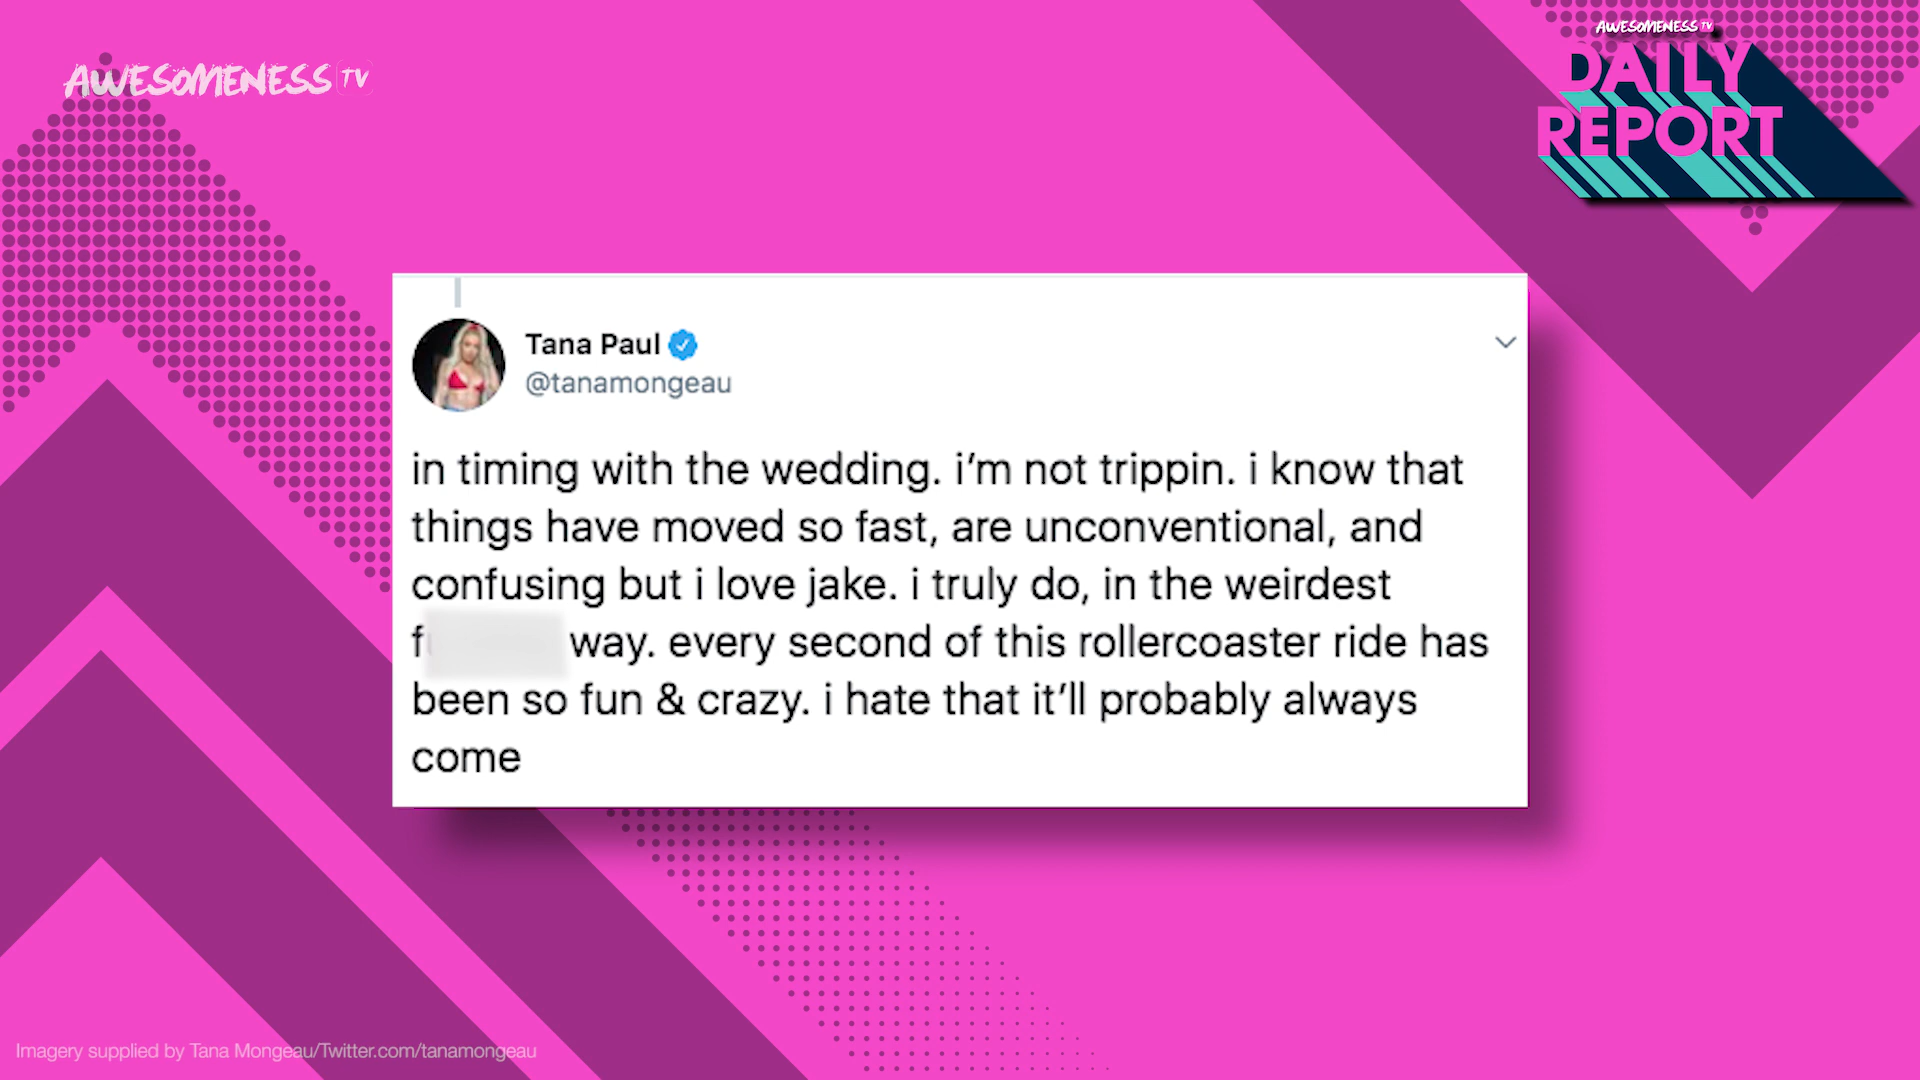 AWESOMENESS TV
AWESOMENESS TV
DAILY
REPORT
Tana Paul
@tanamongeau
in timing with the wedding. i'm not trippin. i know that
things have moved so fast, are unconventional, and
confusing but i love jake. i truly do, in the weirdest
f way. every second of this rollercoaster ride has
been so fun & crazy. i hate that it'll probably always
come
Imagery supplied by Tana Mongeau/Twitter.com/tanamongeau